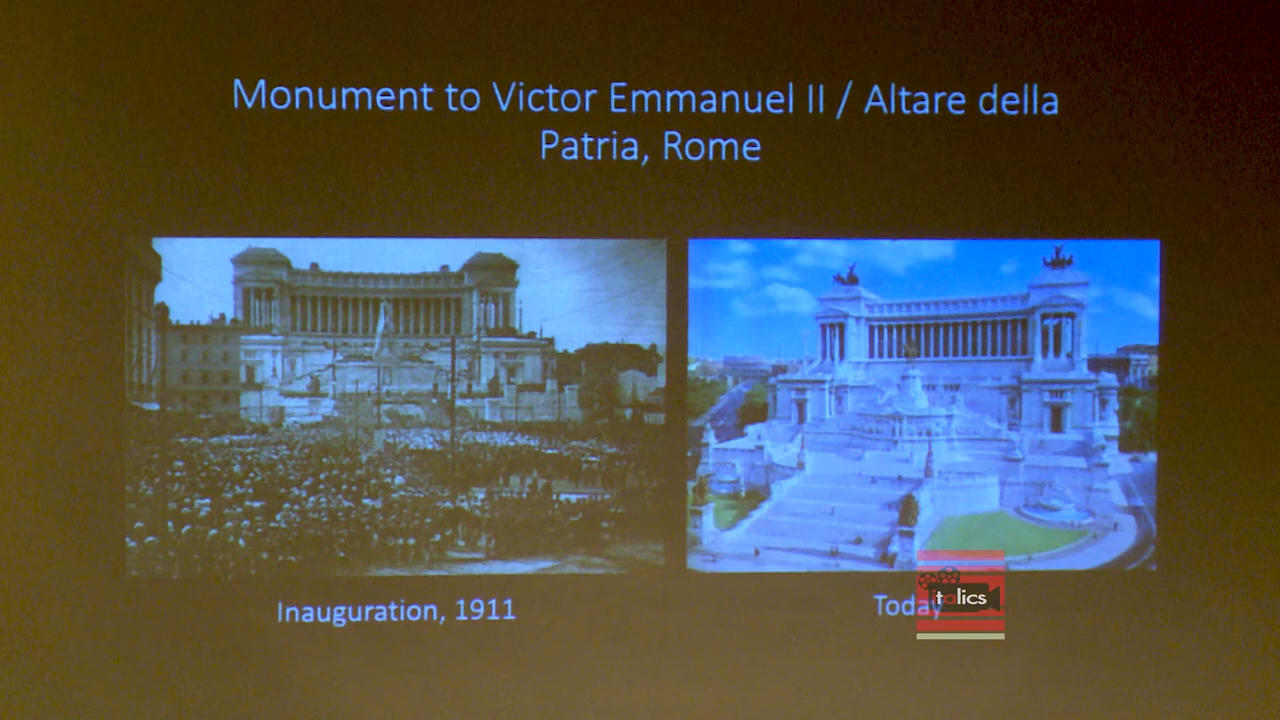 Monument to Victor Emmanuel II / Altare della
Patria, Rome
Inauguration, 1911
Today
italics